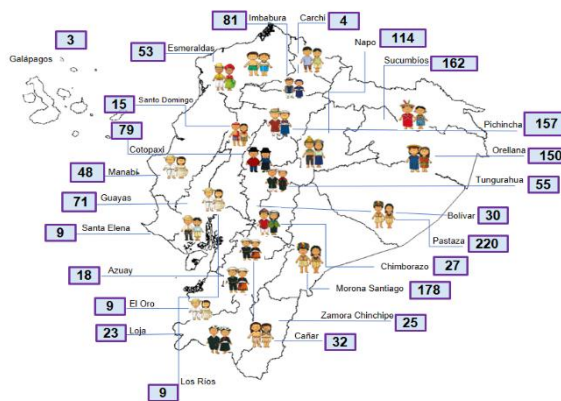 81
Imbabura
Carchi
4
3
Galápagos
53
Esmeraldas
Napo
114
Sucumbíos
162
15
Santo Domingo
Pichincha
157
79
Cotopaxi
Orellana
150
48
Manabí
Tungurahua
55
71
Guayas
Bolívar
30
9
Santa Elena
Pastaza
220
18
Azuay
Chimborazo
27
Morona Santiago
178
9
El Oro
Zamora Chinchipe
25
23
Loja
Cañar
32
Los Ríos
9